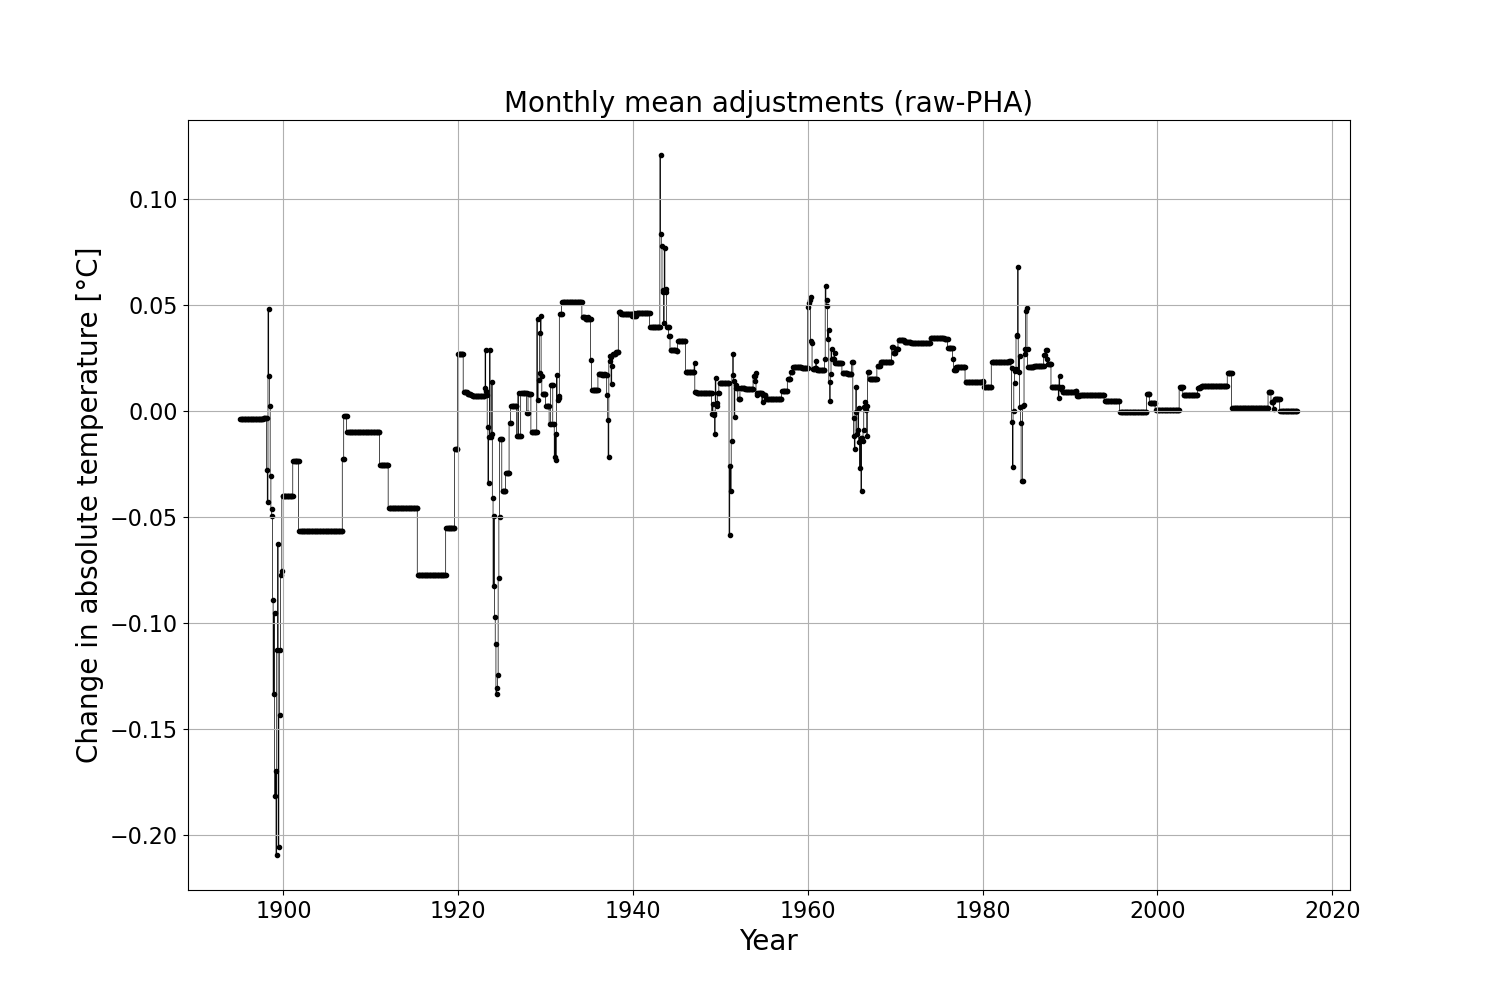 Monthly mean adjustments (raw-PHA)
Change in absolute temperature [°C]
0.10
0.05
0.00
−0.05
−0.10
−0.15
−0.20
1900 1920 1940 1960 1980 2000 2020
Year